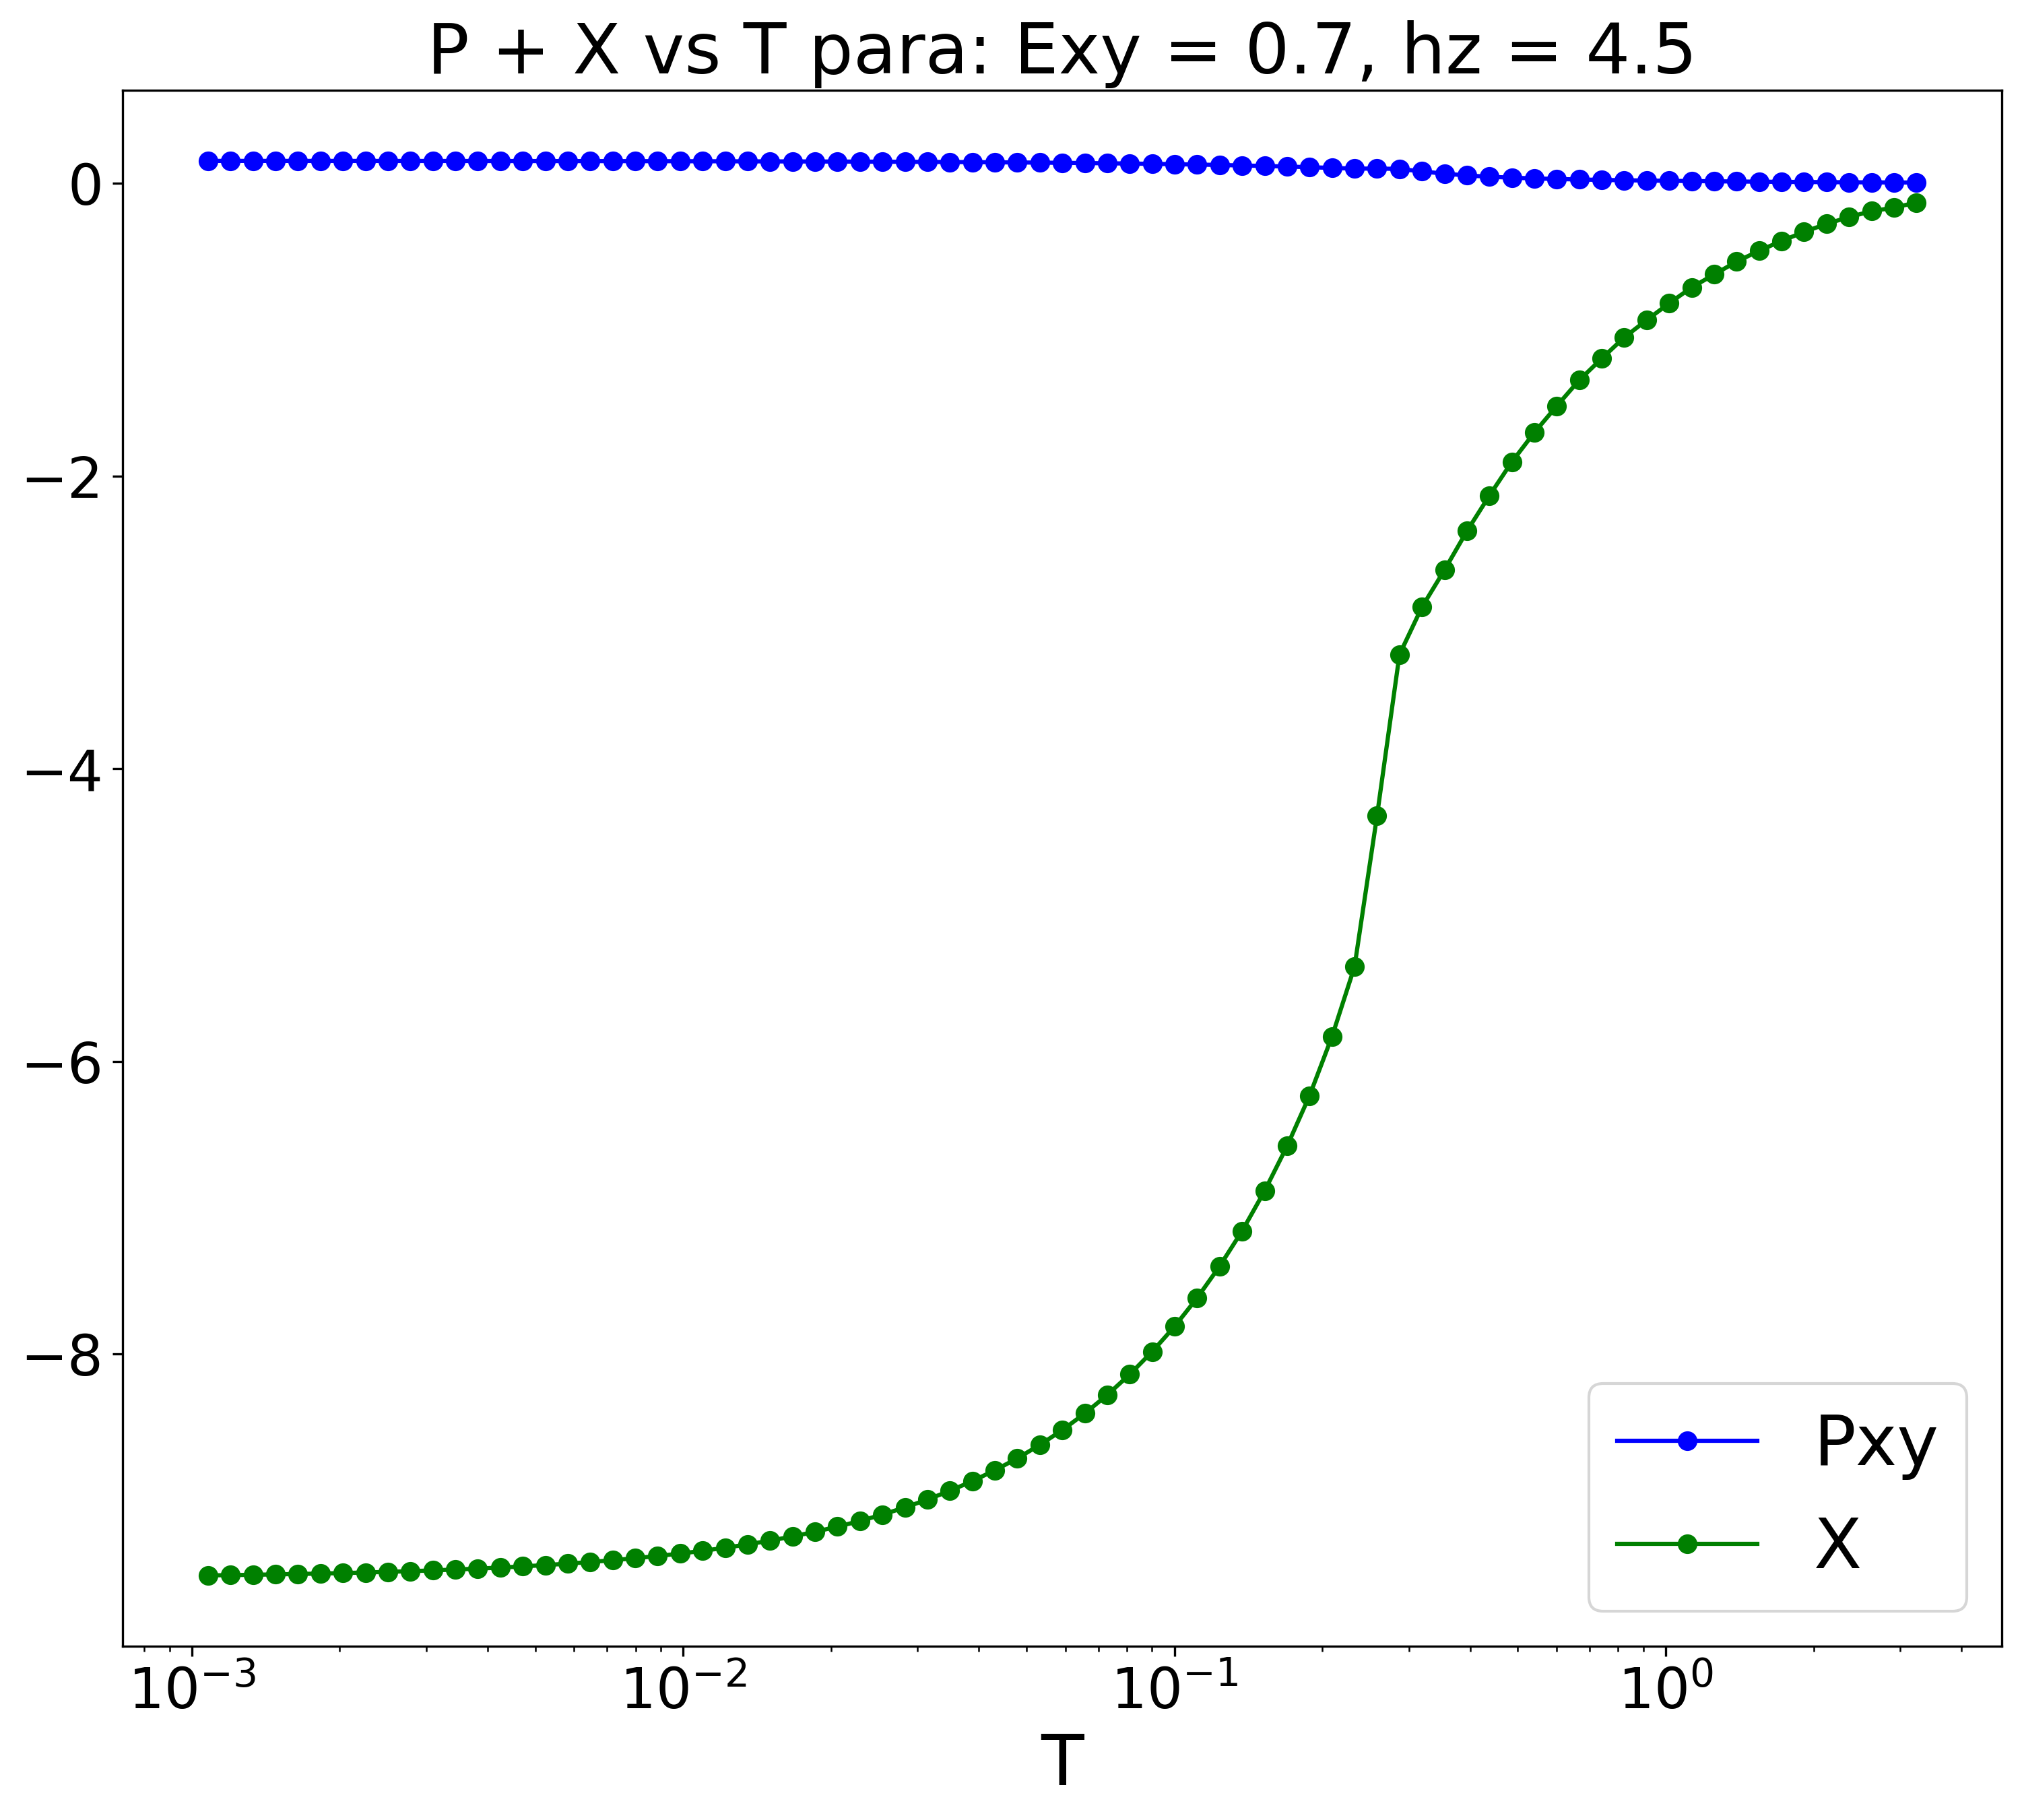 P + X vs T para: Exy = 0.7, hz = 4.5
0
−2
−4
−6
−8
Pxy
X
10⁻³ 10⁻² 10⁻¹ 10⁰
T